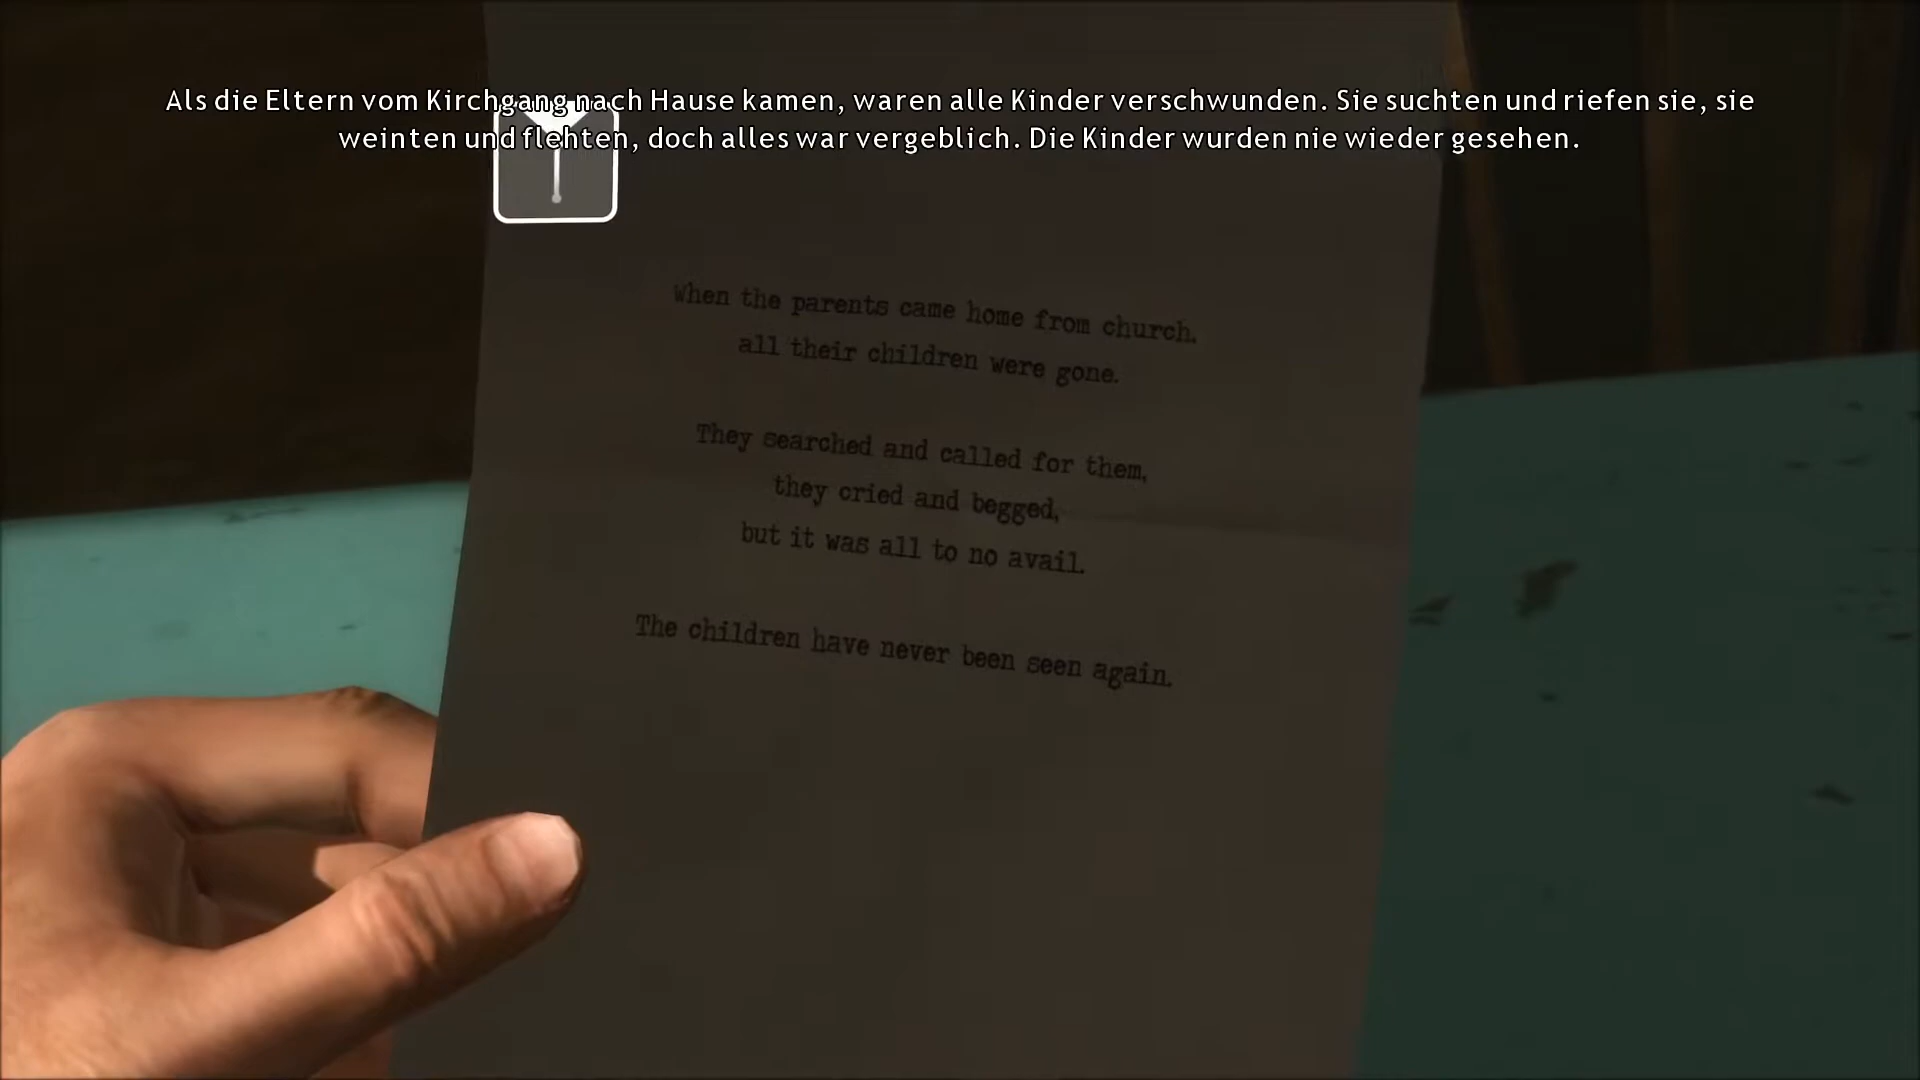 Als die Eltern vom Kirchgang nach Hause kamen, waren alle Kinder verschwunden. Sie suchten und riefen sie, sie
weinten und flehten, doch alles war vergeblich. Die Kinder wurden nie wieder gesehen.
When the parents came home from church,
all their children were gone.
They searched and called for them,
they cried and begged,
but it was all to no avail.
The children have never been seen again.